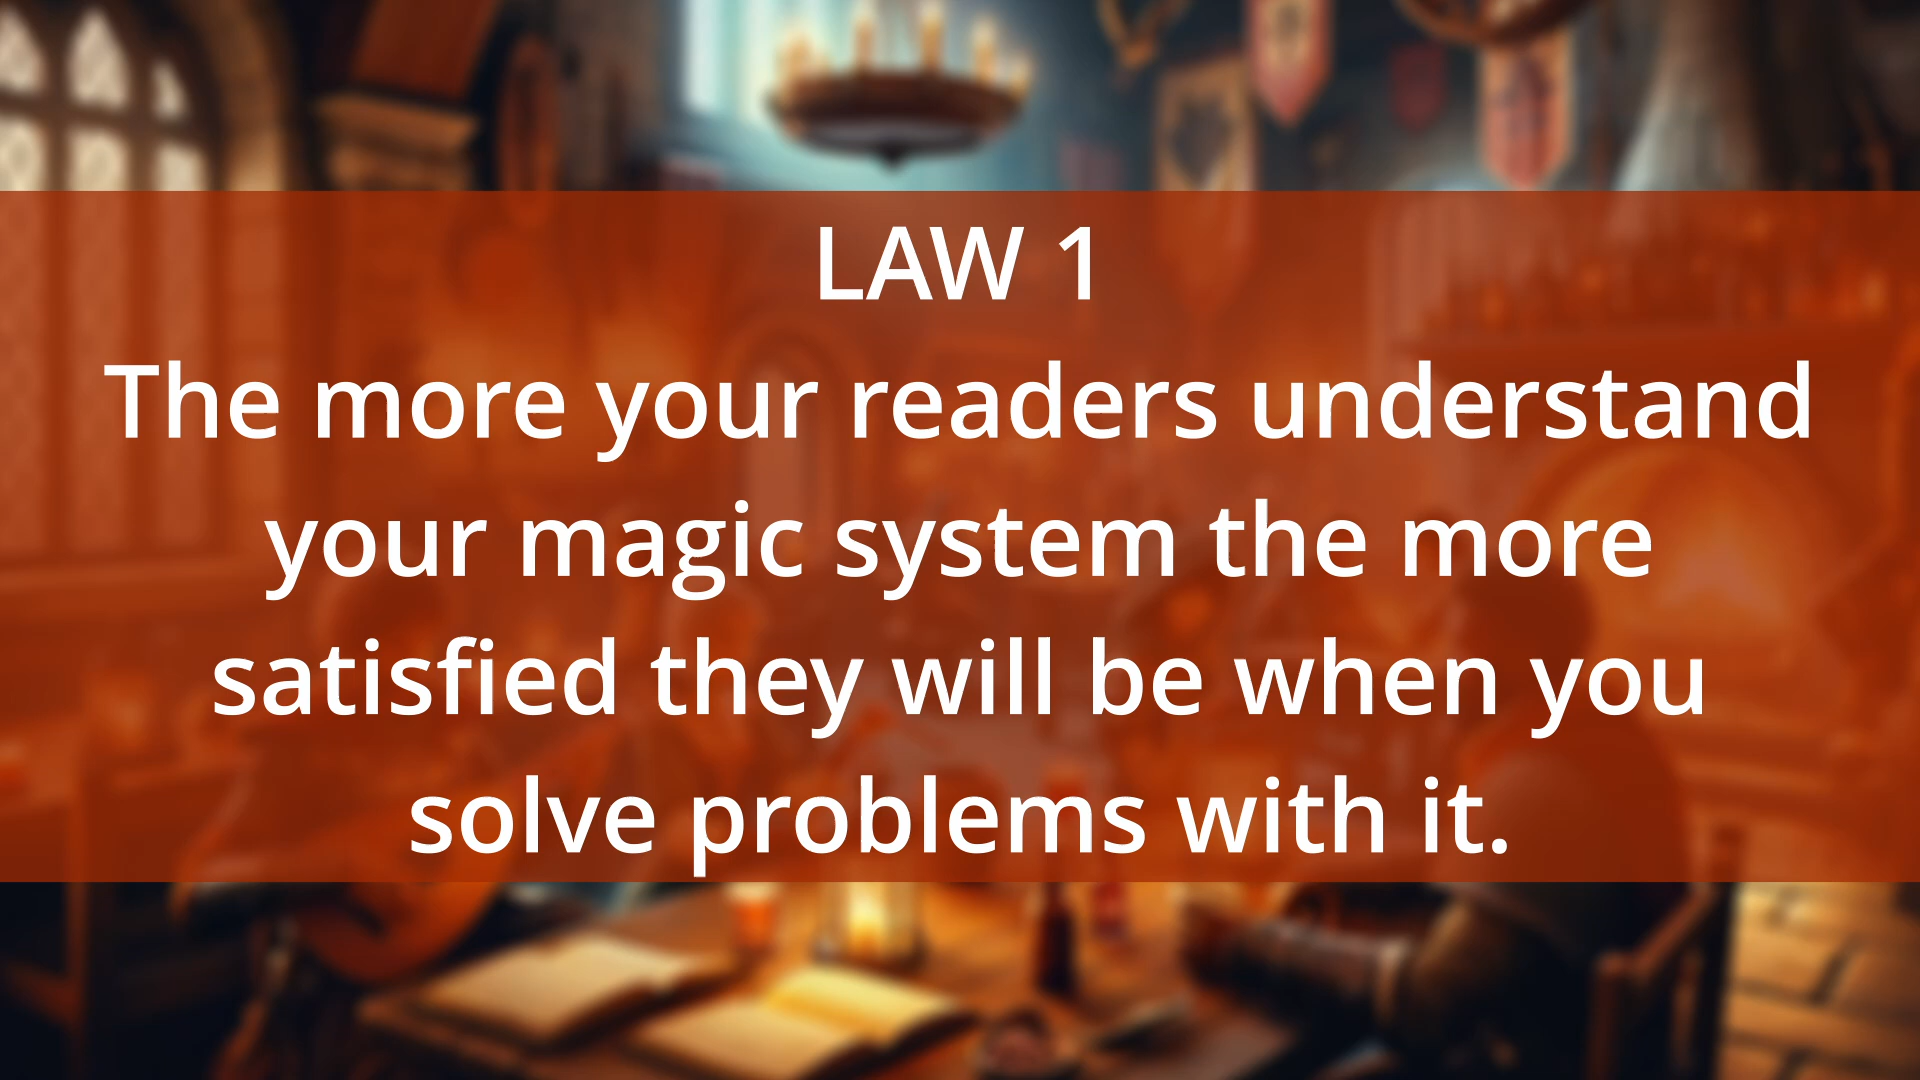 LAW 1
The more your readers understand
your magic system the more
satisfied they will be when you
solve problems with it.